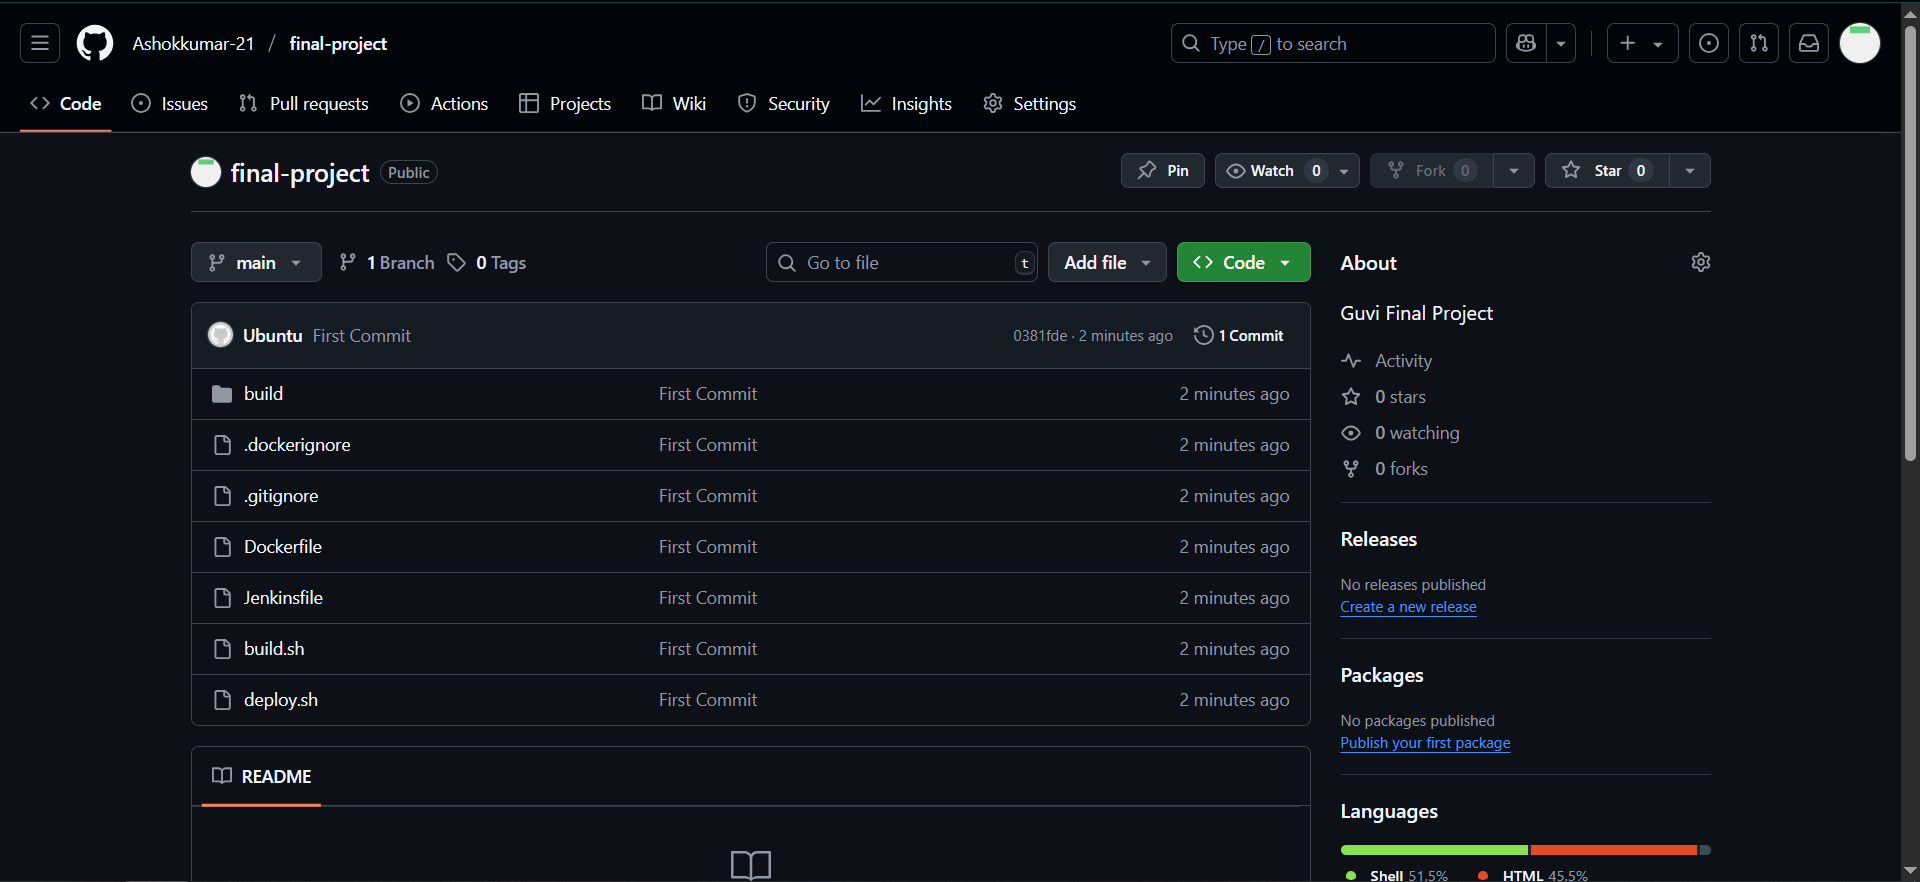 Ashokkumar-21 / final-project
Type / to search
Code Issues Pull requests Actions Projects Wiki Security Insights Settings
final-project Public
Pin Watch 0 Fork 0 Star 0
main 1 Branch 0 Tags Go to file t Add file Code
Ubuntu First Commit 0381fde · 2 minutes ago 1 Commit
build First Commit 2 minutes ago
.dockerignore First Commit 2 minutes ago
.gitignore First Commit 2 minutes ago
Dockerfile First Commit 2 minutes ago
Jenkinsfile First Commit 2 minutes ago
build.sh First Commit 2 minutes ago
deploy.sh First Commit 2 minutes ago
README
About
Guvi Final Project
Activity
0 stars
0 watching
0 forks
Releases
No releases published
Create a new release
Packages
No packages published
Publish your first package
Languages
Shell 51.5% HTML 45.5%